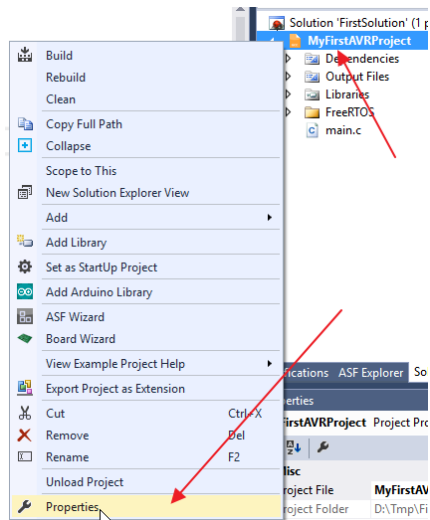 Solution 'FirstSolution' (1 p
MyFirstAVRProject
Dependencies
Output Files
Libraries
FreeRTOS
main.c
Build
Rebuild
Clean
Copy Full Path
Collapse
Scope to This
New Solution Explorer View
Add
Add Library
Set as StartUp Project
Add Arduino Library
ASF Wizard
Board Wizard
View Example Project Help
Export Project as Extension
Cut Ctrl+X
Remove Del
Rename F2
Unload Project
Properties
ications ASF Explorer So
erties
FirstAVRProject Project Pro
Misc
roject File MyFirstAV
roject Folder D:\Tmp\Fi